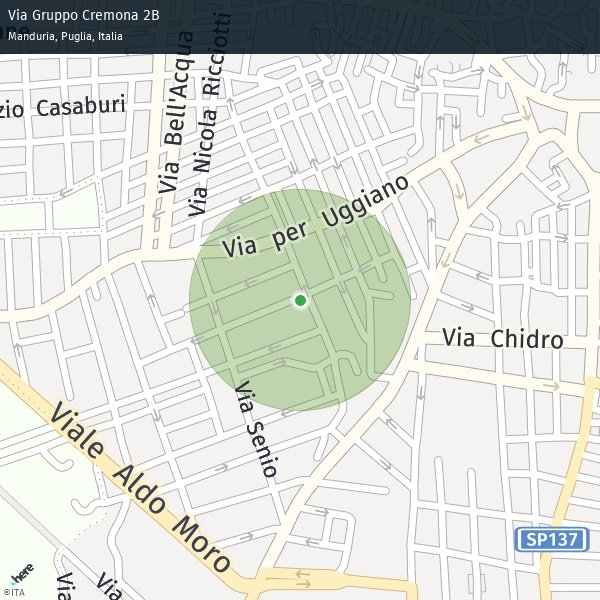 Via Gruppo Cremona 2B
Manduria, Puglia, Italia
zio Casaburi
Via Bell'Acqua
Via Nicola Ricciotti
Via per Uggiano
Via Chidro
Via Senio
Viale Aldo Moro
SP137
here
©ITA
Via
Via